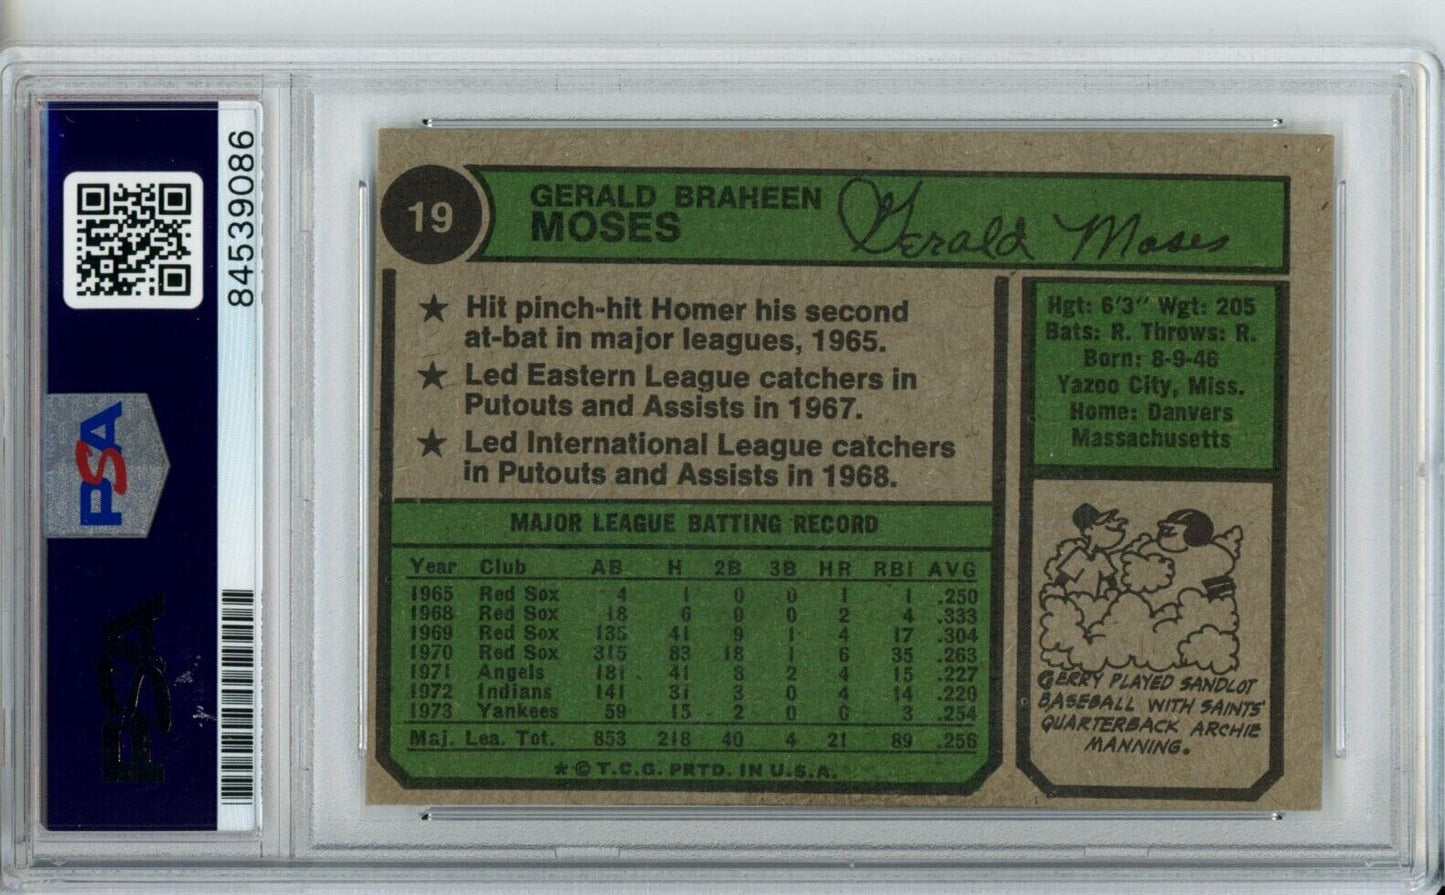 84539086
PSA
PSA
19
GERALD BRAHEEN
MOSES
Gerald Moses
★ Hit pinch-hit Homer his second
at-bat in major leagues, 1965.
★ Led Eastern League catchers in
Putouts and Assists in 1967.
★ Led International League catchers
in Putouts and Assists in 1968.
Hgt: 6'3" Wgt: 205
Bats: R. Throws: R.
Born: 8-9-46
Yazoo City, Miss.
Home: Danvers
Massachusetts
MAJOR LEAGUE BATTING RECORD
Year Club AB H 2B 3B HR RBI AVG
1965 Red Sox 4 1 0 0 1 1 .250
1968 Red Sox 18 6 0 0 2 4 .333
1969 Red Sox 135 41 9 1 4 17 .304
1970 Red Sox 315 83 18 1 6 35 .263
1971 Angels 181 41 8 2 4 15 .227
1972 Indians 141 31 3 0 4 14 .220
1973 Yankees 59 15 2 0 0 3 .254
Maj. Lea. Tot. 853 218 40 4 21 89 .256
* © T.C.G. PRTD. IN U.S.A.
GERRY PLAYED SANDLOT
BASEBALL WITH SAINTS'
QUARTERBACK ARCHIE
MANNING.